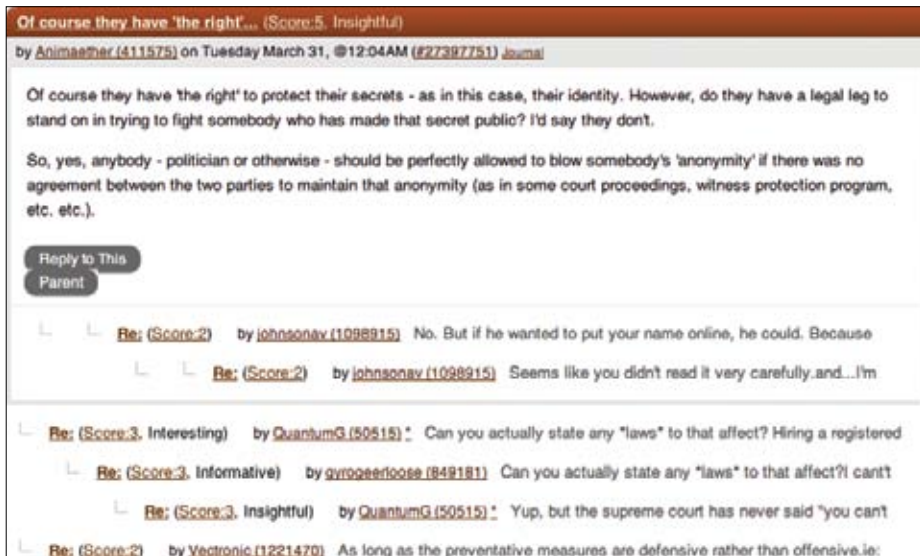 Of course they have 'the right'... (Score:5, Insightful)
by Animaether (411575) on Tuesday March 31, @12:04AM (#27397751) Journal
Of course they have 'the right' to protect their secrets - as in this case, their identity. However, do they have a legal leg to
stand on in trying to fight somebody who has made that secret public? I'd say they don't.
So, yes, anybody - politician or otherwise - should be perfectly allowed to blow somebody's 'anonymity' if there was no
agreement between the two parties to maintain that anonymity (as in some court proceedings, witness protection program,
etc. etc.).
Reply to This
Parent
Re: (Score:2) by johnsonav (1098915) No. But if he wanted to put your name online, he could. Because
Re: (Score:2) by johnsonav (1098915) Seems like you didn't read it very carefully.and...I'm
Re: (Score:3, Interesting) by QuantumG (50515) * Can you actually state any "laws" to that affect? Hiring a registered
Re: (Score:3, Informative) by gyrogeerloose (849181) Can you actually state any "laws" to that affect?I can't
Re: (Score:3, Insightful) by QuantumG (50515) * Yup, but the supreme court has never said "you can't
Re: (Score:2) by Vectronic (1221470) As long as the preventative measures are defensive rather than offensive.ie: